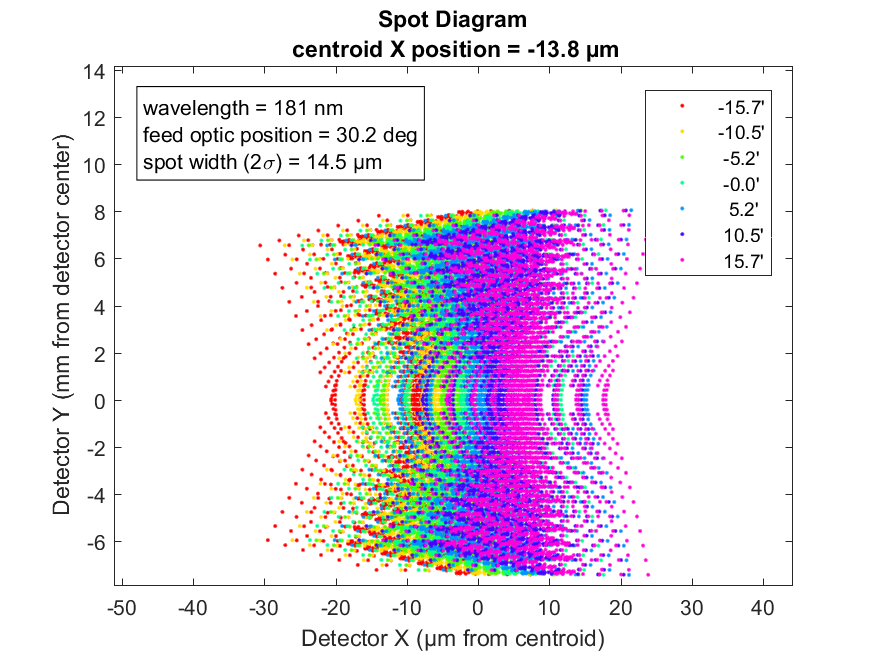 Spot Diagram
centroid X position = -13.8 µm
wavelength = 181 nm
feed optic position = 30.2 deg
spot width (2σ) = 14.5 µm
-15.7'
-10.5'
-5.2'
-0.0'
5.2'
10.5'
15.7'
14
12
10
8
6
4
2
0
-2
-4
-6
Detector Y (mm from detector center)
-50 -40 -30 -20 -10 0 10 20 30 40
Detector X (µm from centroid)